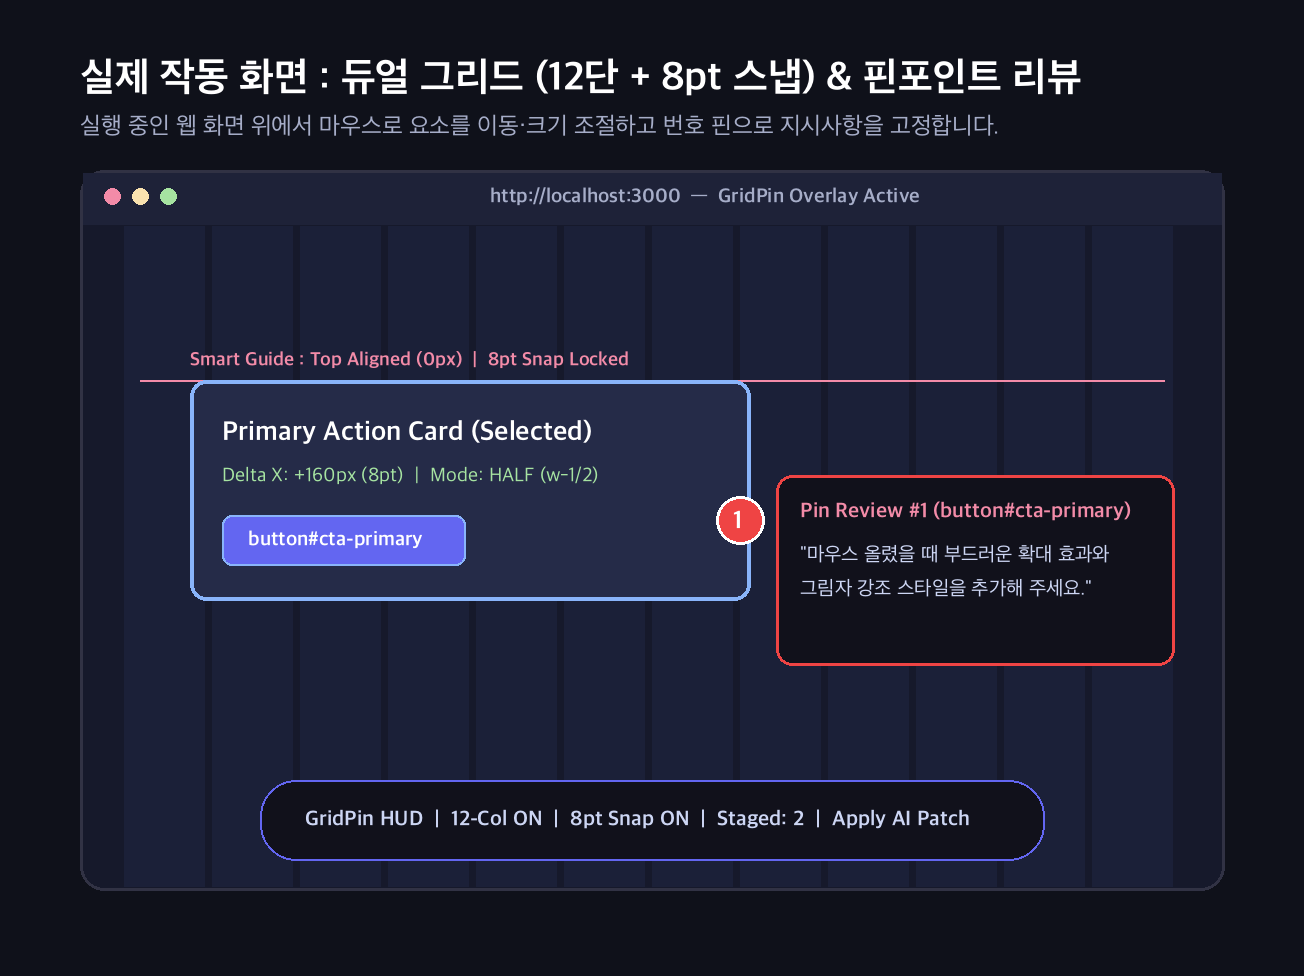 실제 작동 화면 : 듀얼 그리드 (12단 + 8pt 스냅) & 핀포인트 리뷰
실행 중인 웹 화면 위에서 마우스로 요소를 이동·크기 조절하고 번호 핀으로 지시사항을 고정합니다.
http://localhost:3000 — GridPin Overlay Active
Smart Guide : Top Aligned (0px) | 8pt Snap Locked
Primary Action Card (Selected)
Delta X: +160px (8pt) | Mode: HALF (w-1/2)
button#cta-primary
1
Pin Review #1 (button#cta-primary)
"마우스 올렸을 때 부드러운 확대 효과와
그림자 강조 스타일을 추가해 주세요."
GridPin HUD | 12-Col ON | 8pt Snap ON | Staged: 2 | Apply AI Patch